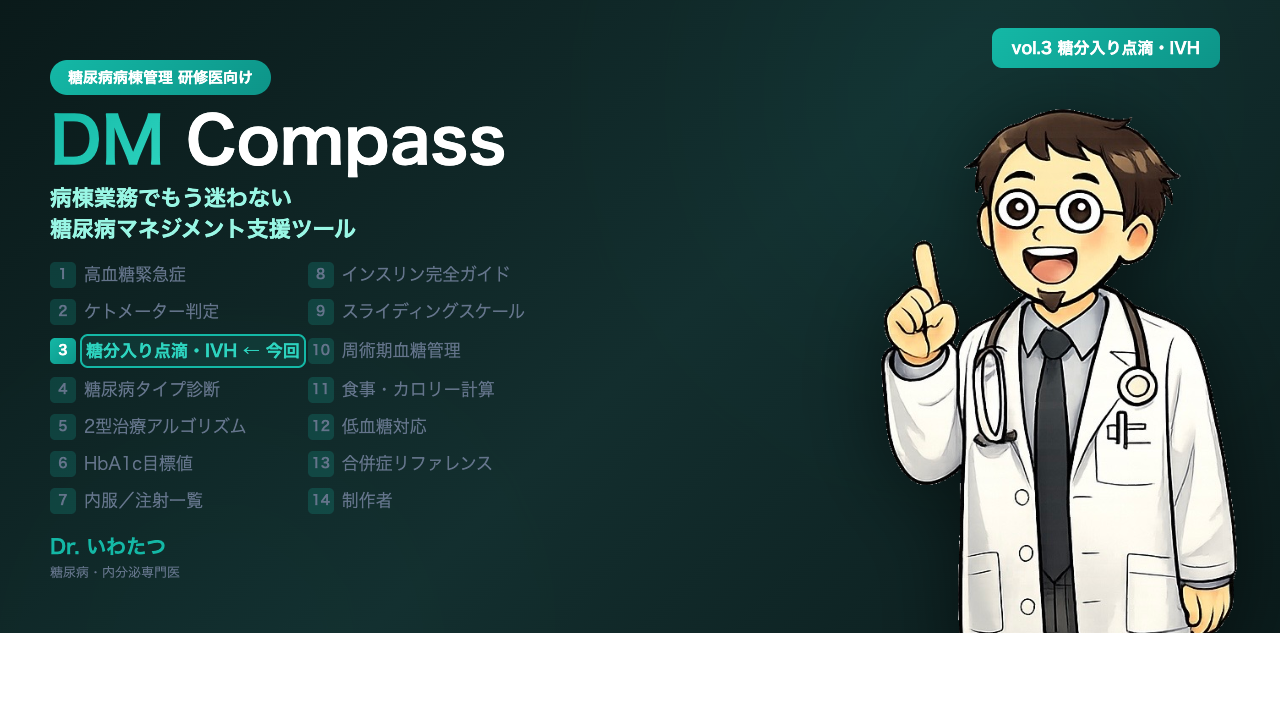 vol.3 糖分入り点滴・IVH
糖尿病病棟管理 研修医向け
DM Compass
病棟業務でもう迷わない
糖尿病マネジメント支援ツール
1 高血糖緊急症
2 ケトメーター判定
3 糖分入り点滴・IVH ← 今回
4 糖尿病タイプ診断
5 2型治療アルゴリズム
6 HbA1c目標値
7 内服／注射一覧
8 インスリン完全ガイド
9 スライディングスケール
10 周術期血糖管理
11 食事・カロリー計算
12 低血糖対応
13 合併症リファレンス
14 制作者
Dr. いわたつ
糖尿病・内分泌専門医